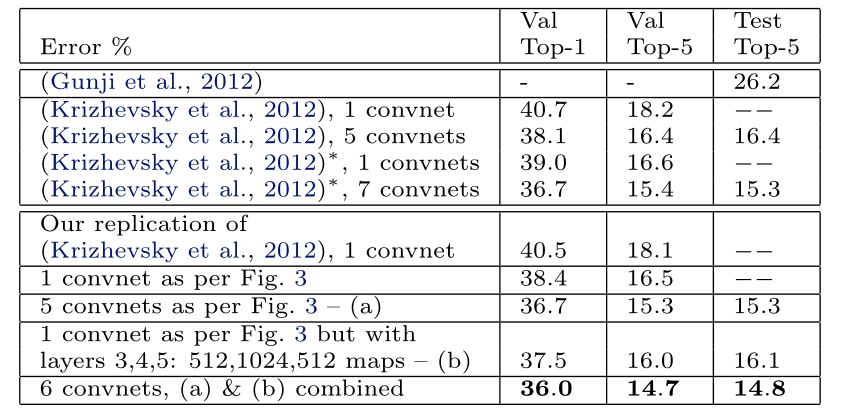 Val Val Test
Error % Top-1 Top-5 Top-5
(Gunji et al., 2012) - - 26.2
(Krizhevsky et al., 2012), 1 convnet 40.7 18.2 −−
(Krizhevsky et al., 2012), 5 convnets 38.1 16.4 16.4
(Krizhevsky et al., 2012)*, 1 convnets 39.0 16.6 −−
(Krizhevsky et al., 2012)*, 7 convnets 36.7 15.4 15.3
Our replication of
(Krizhevsky et al., 2012), 1 convnet 40.5 18.1 −−
1 convnet as per Fig. 3 38.4 16.5 −−
5 convnets as per Fig. 3 – (a) 36.7 15.3 15.3
1 convnet as per Fig. 3 but with
layers 3,4,5: 512,1024,512 maps – (b) 37.5 16.0 16.1
6 convnets, (a) & (b) combined 36.0 14.7 14.8